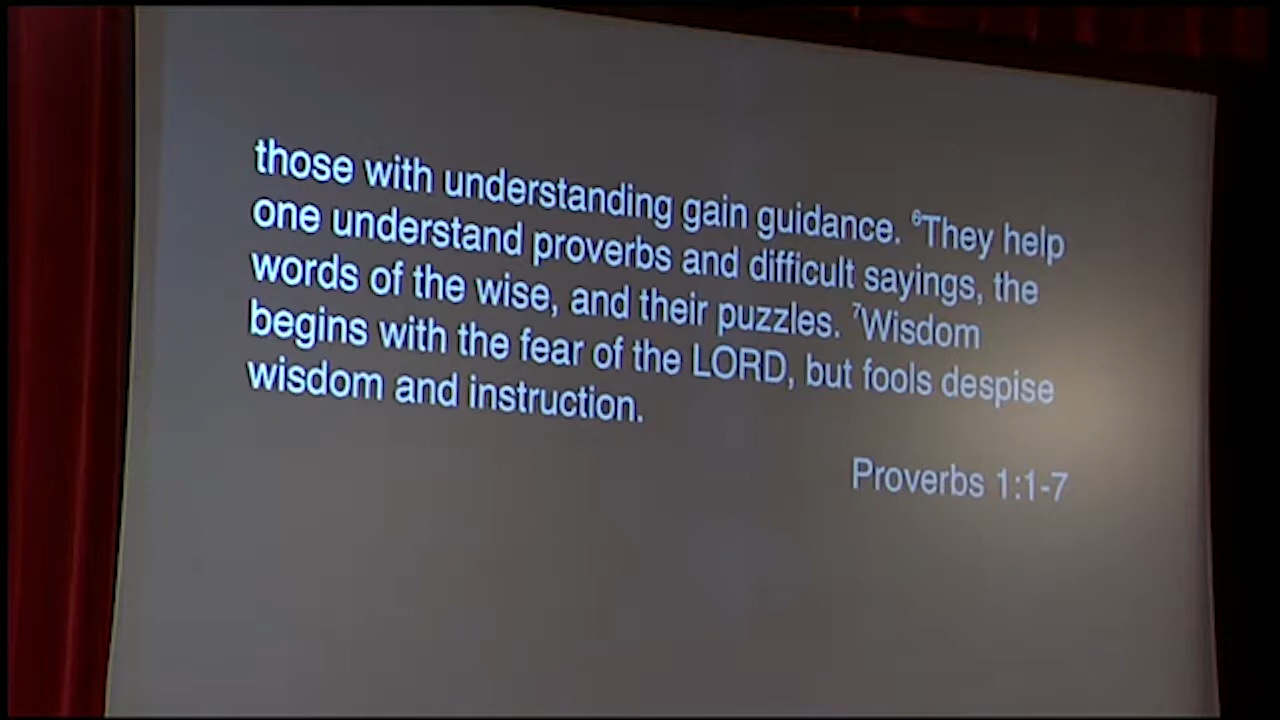 those with understanding gain guidance. ⁶They help
one understand proverbs and difficult sayings, the
words of the wise, and their puzzles. ⁷Wisdom
begins with the fear of the LORD, but fools despise
wisdom and instruction.
Proverbs 1:1-7